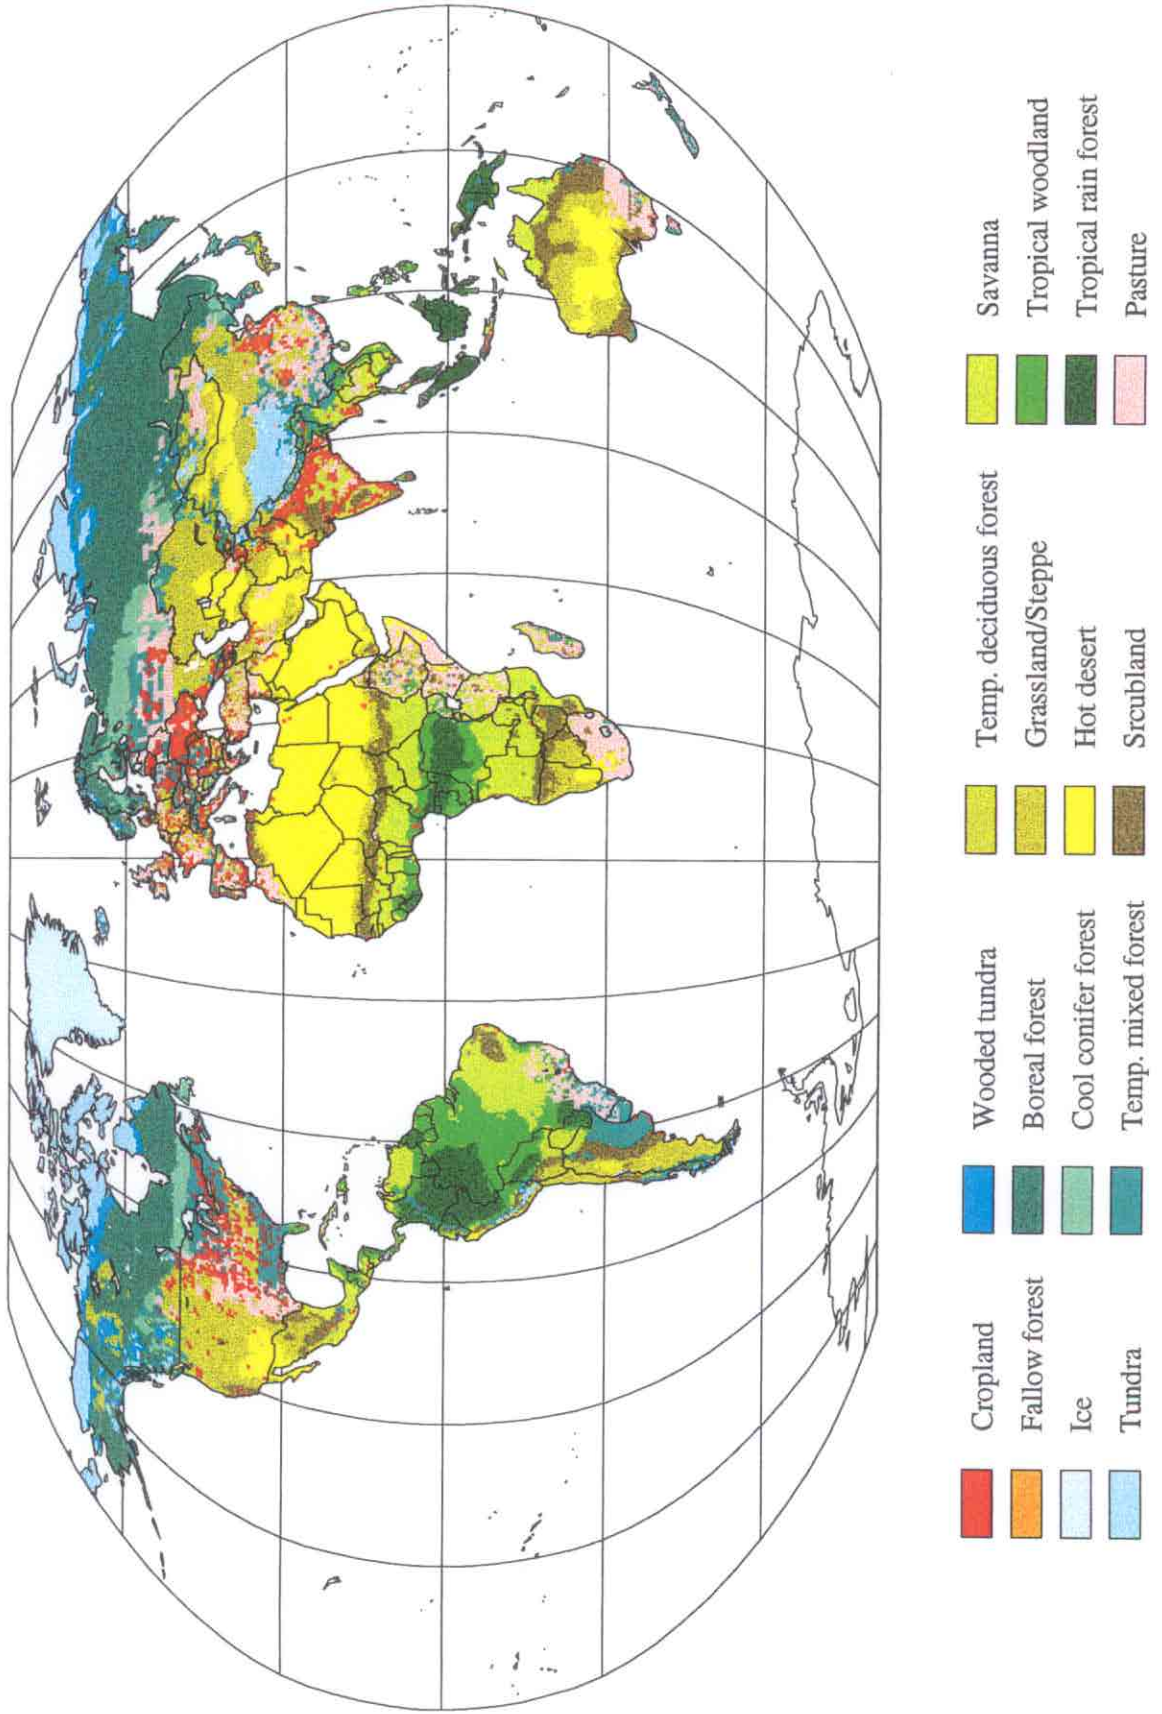 Cropland
Fallow forest
Ice
Tundra
Wooded tundra
Boreal forest
Cool conifer forest
Temp. mixed forest
Temp. deciduous forest
Grassland/Steppe
Hot desert
Srcubland
Savanna
Tropical woodland
Tropical rain forest
Pasture